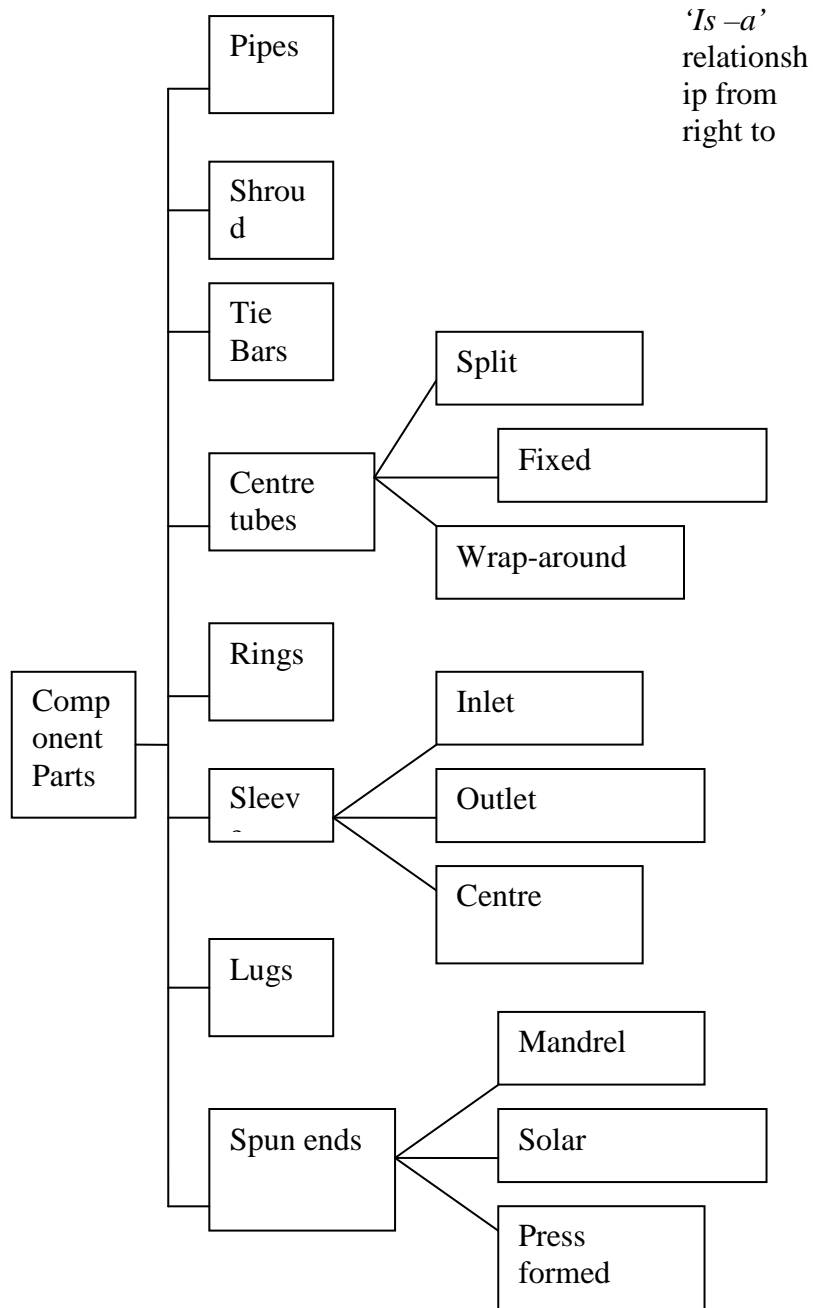 Pipes
‘Is –a’
relationsh
ip from
right to
Shrou
d
Tie
Bars
Split
Fixed
Centre
tubes
Wrap-around
Rings
Comp
onent
Parts
Inlet
Sleev
Outlet
Centre
Lugs
Mandrel
Spun ends
Solar
Press
formed